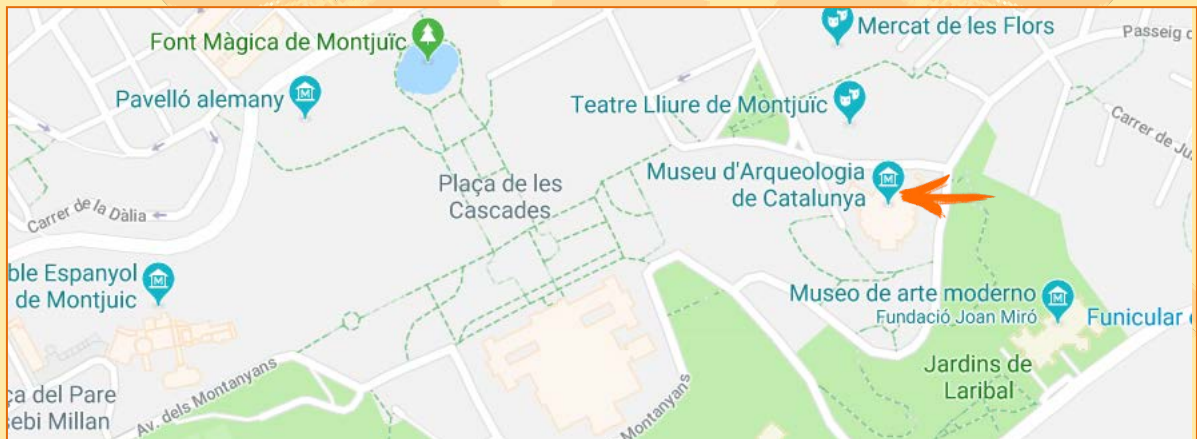 Mercat de les Flors
Passeig
Font Màgica de Montjuïc
Pavelló alemany
Teatre Lliure de Montjuïc
Carrer de Ju
Museu d'Arqueologia
de Catalunya
Plaça de les
Cascades
Carrer de la Dàlia
ble Espanyol
de Montjuic
Museo de arte moderno
Fundació Joan Miró
Funicular
Jardins de
Laribal
ça del Pare
sebi Millan
Av. dels Montanyans
Montanyans